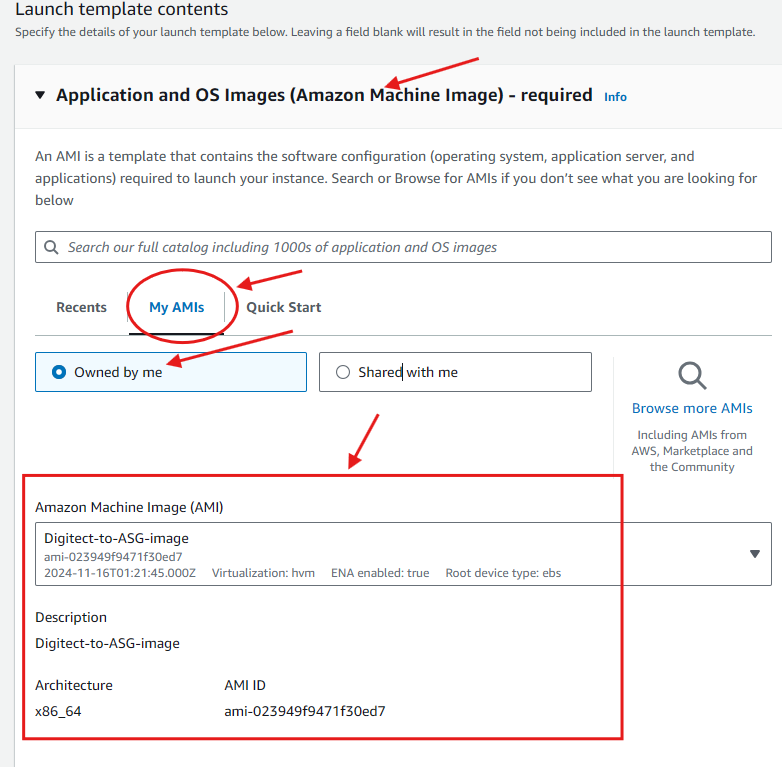 Launch template contents
Specify the details of your launch template below. Leaving a field blank will result in the field not being included in the launch template.
Application and OS Images (Amazon Machine Image) - required Info
An AMI is a template that contains the software configuration (operating system, application server, and
applications) required to launch your instance. Search or Browse for AMIs if you don't see what you are looking for
below
Search our full catalog including 1000s of application and OS images
Recents My AMIs Quick Start
Owned by me Shared with me
Browse more AMIs
Including AMIs from
AWS, Marketplace and
the Community
Amazon Machine Image (AMI)
Digitect-to-ASG-image
ami-023949f9471f30ed7
2024-11-16T01:21:45.000Z Virtualization: hvm ENA enabled: true Root device type: ebs
Description
Digitect-to-ASG-image
Architecture AMI ID
x86_64 ami-023949f9471f30ed7